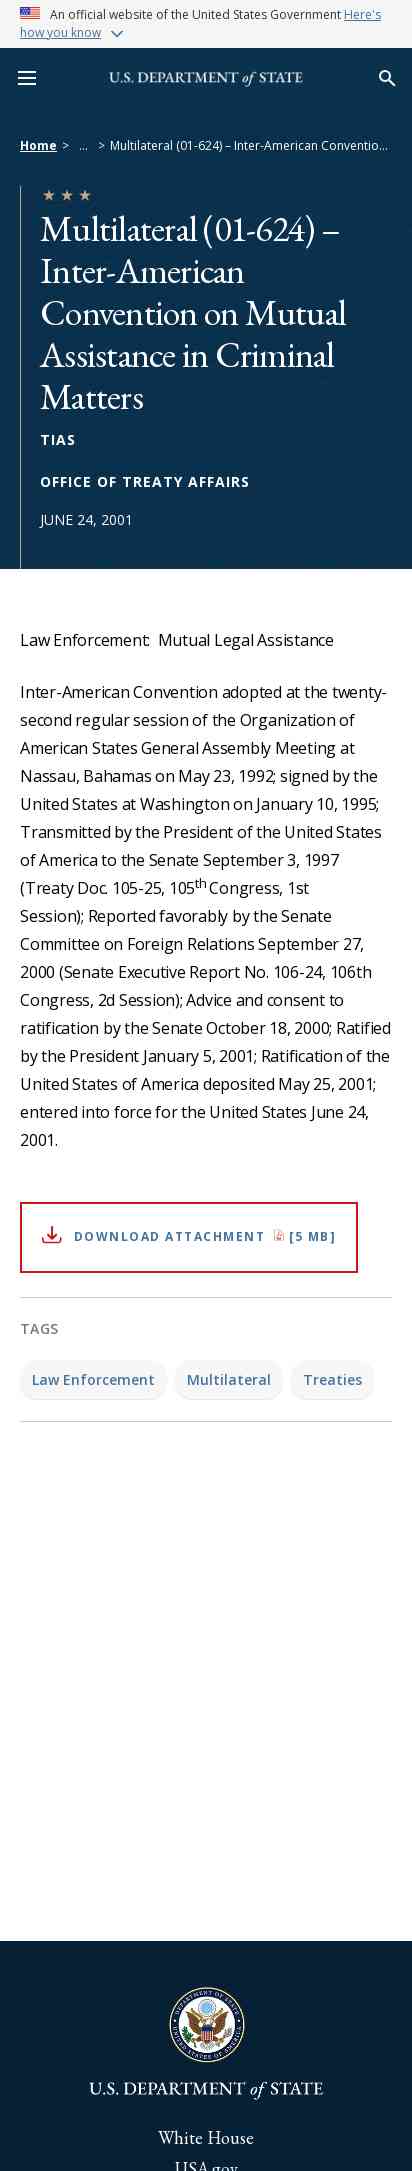 An official website of the United States Government Here's
how you know
U.S. DEPARTMENT of STATE
Home > ... > Multilateral (01-624) – Inter-American Conventio...
Multilateral (01-624) –
Inter-American
Convention on Mutual
Assistance in Criminal
Matters
TIAS
OFFICE OF TREATY AFFAIRS
JUNE 24, 2001
Law Enforcement:  Mutual Legal Assistance
Inter-American Convention adopted at the twenty-
second regular session of the Organization of
American States General Assembly Meeting at
Nassau, Bahamas on May 23, 1992; signed by the
United States at Washington on January 10, 1995;
Transmitted by the President of the United States
of America to the Senate September 3, 1997
(Treaty Doc. 105-25, 105th Congress, 1st
Session); Reported favorably by the Senate
Committee on Foreign Relations September 27,
2000 (Senate Executive Report No. 106-24, 106th
Congress, 2d Session); Advice and consent to
ratification by the Senate October 18, 2000; Ratified
by the President January 5, 2001; Ratification of the
United States of America deposited May 25, 2001;
entered into force for the United States June 24,
2001.
DOWNLOAD ATTACHMENT [5 MB]
TAGS
Law Enforcement Multilateral Treaties
DEPARTMENT OF STATE
UNITED STATES OF AMERICA
U.S. DEPARTMENT of STATE
White House
USA.gov